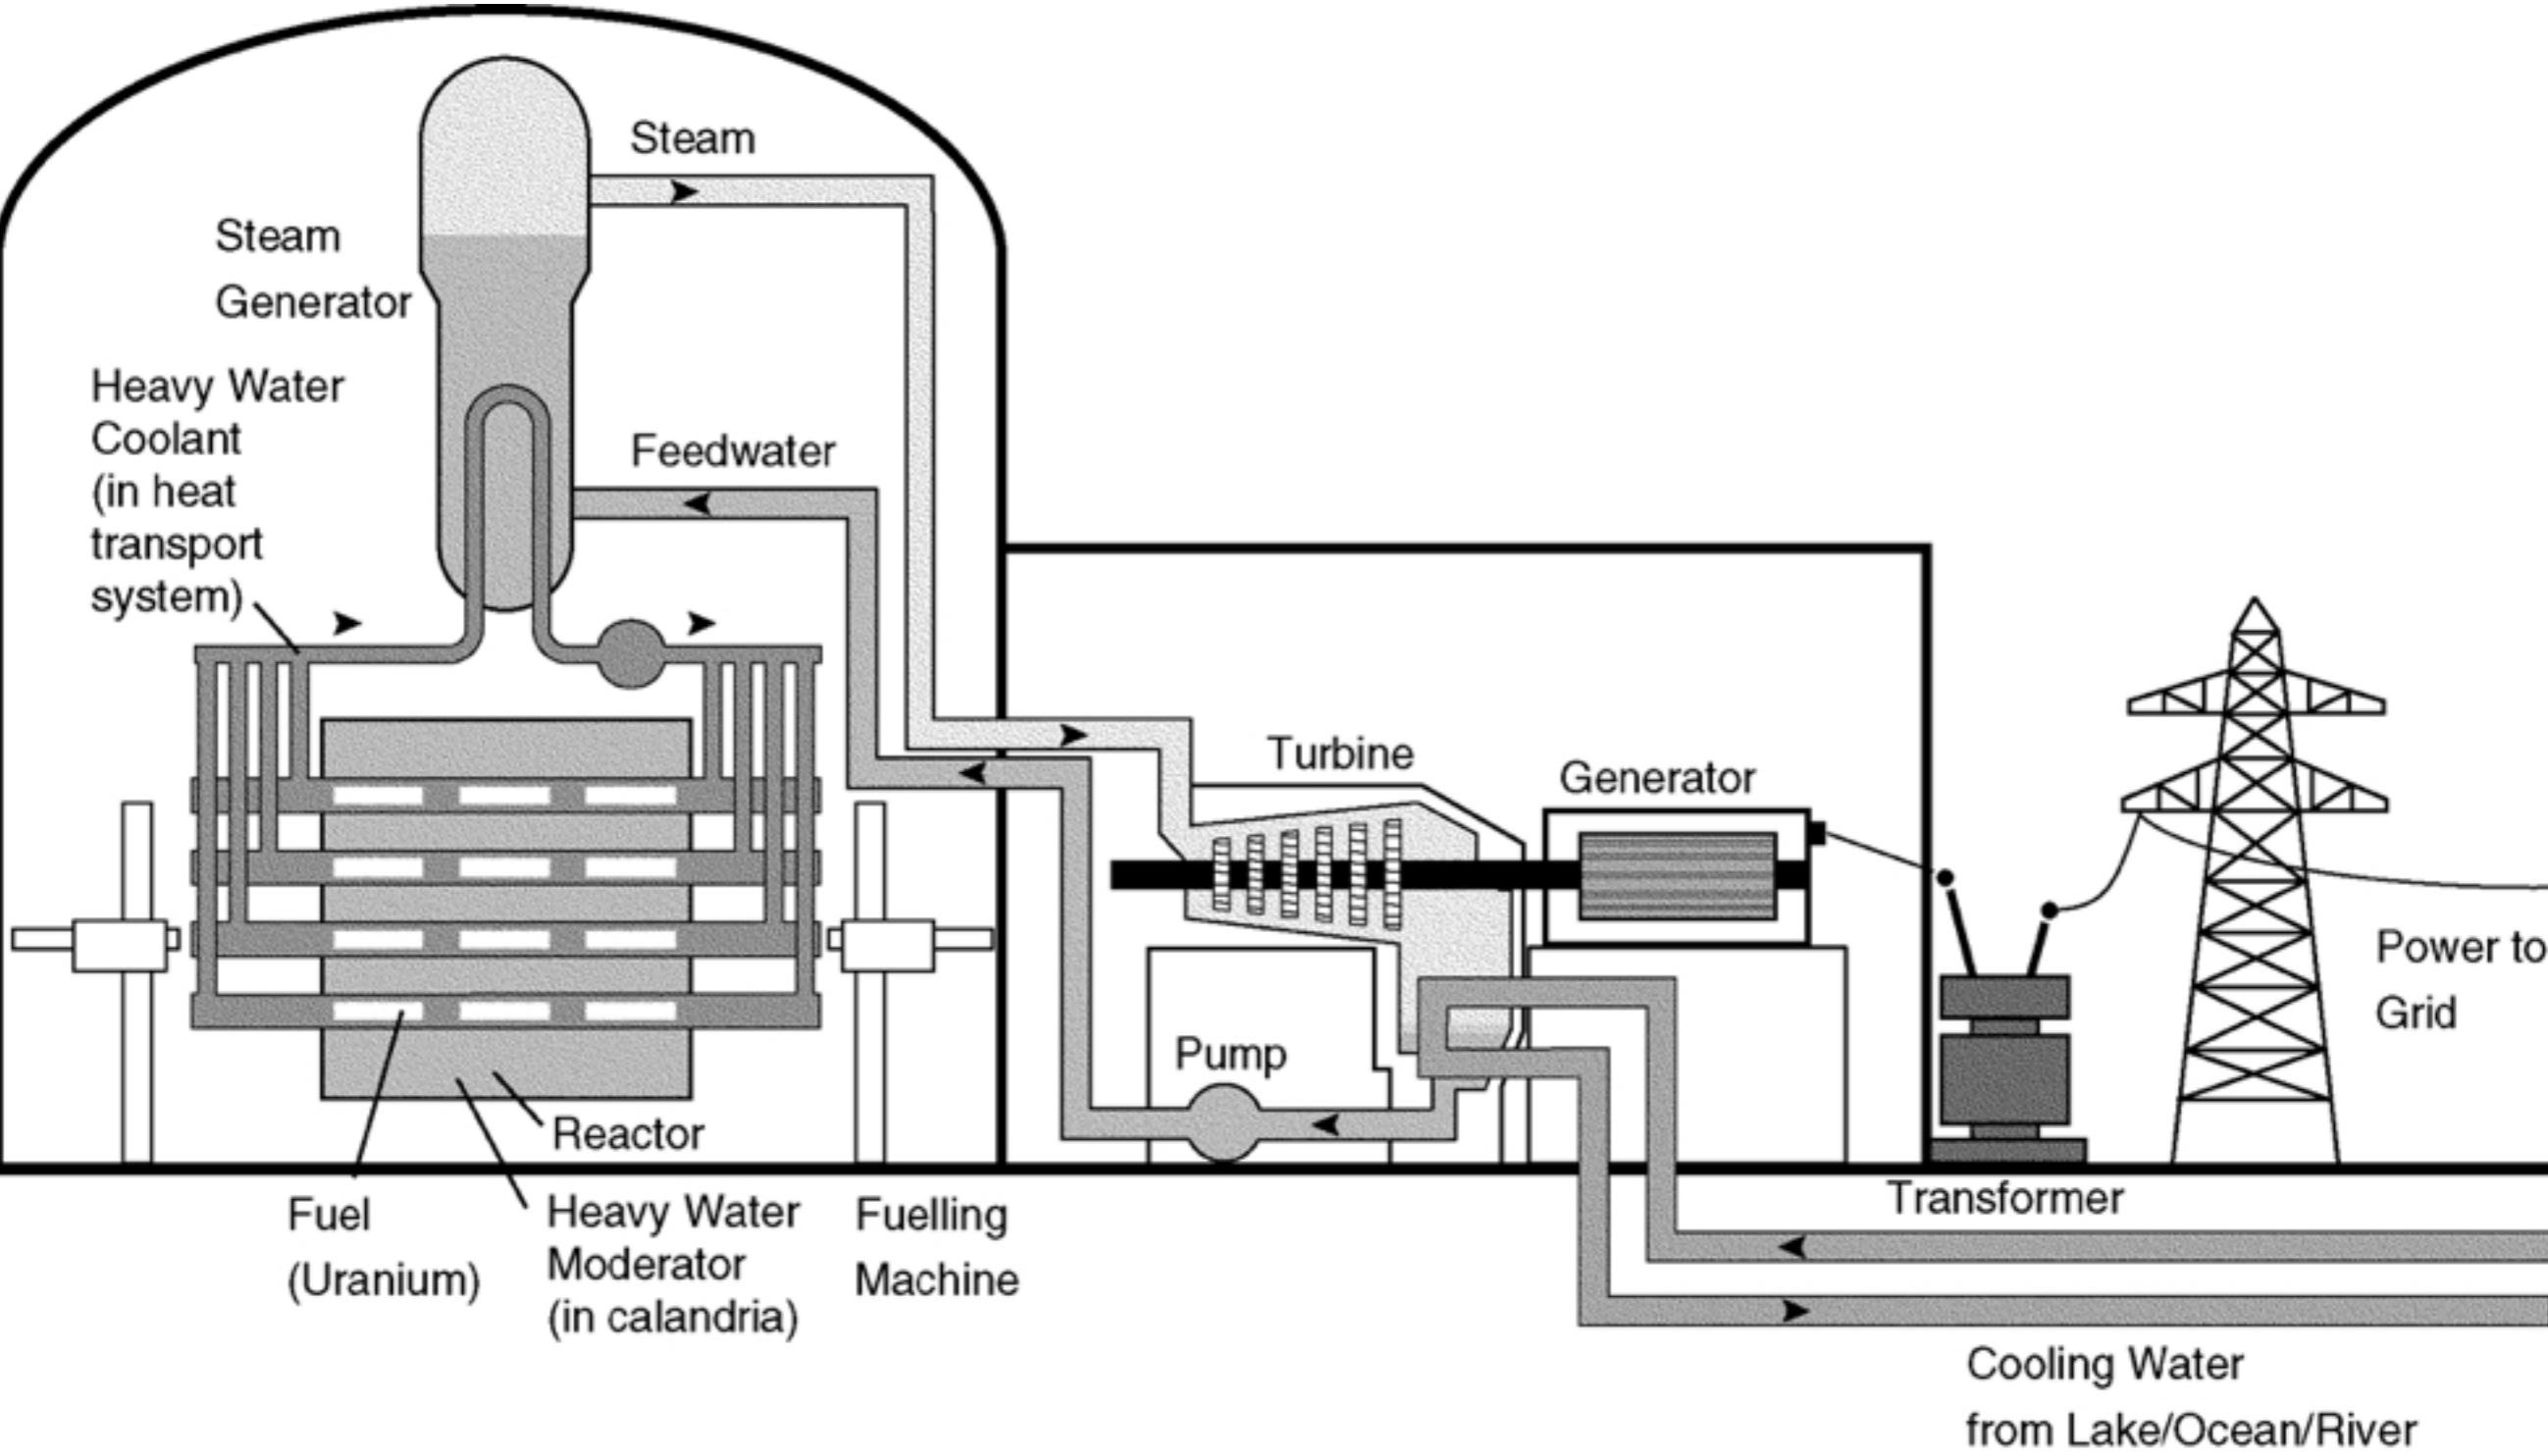 Steam
Steam
Generator
Heavy Water
Coolant
(in heat
transport
system)
Feedwater
Turbine
Generator
Pump
Power to
Grid
Reactor
Fuel
(Uranium)
Heavy Water
Moderator
(in calandria)
Fuelling
Machine
Transformer
Cooling Water
from Lake/Ocean/River